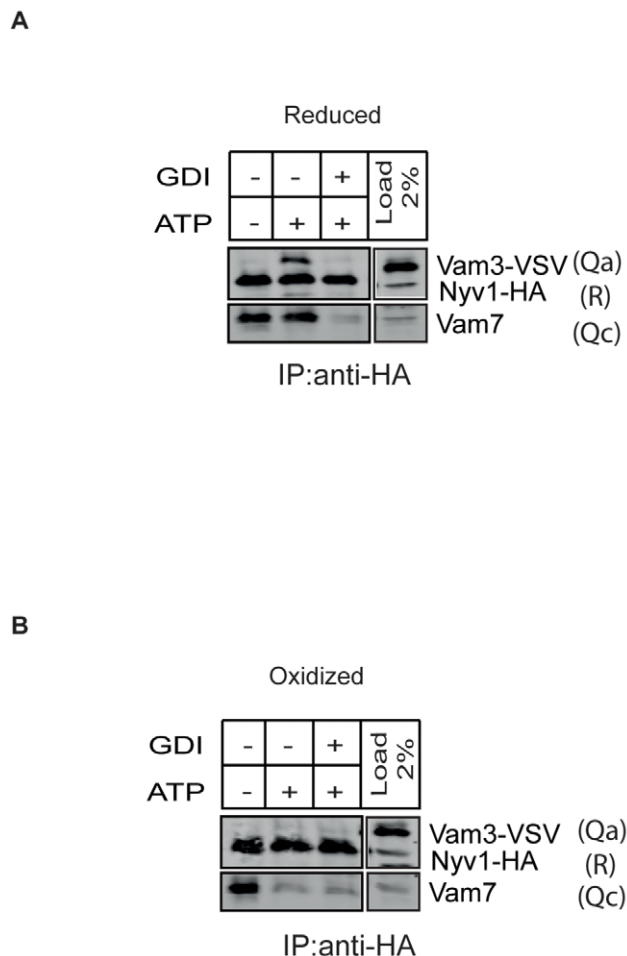 A
Reduced
GDI - - + Load 2%
ATP - + +
Vam3-VSV (Qa)
Nyv1-HA (R)
Vam7 (Qc)
IP:anti-HA
B
Oxidized
GDI - - + Load 2%
ATP - + +
Vam3-VSV (Qa)
Nyv1-HA (R)
Vam7 (Qc)
IP:anti-HA